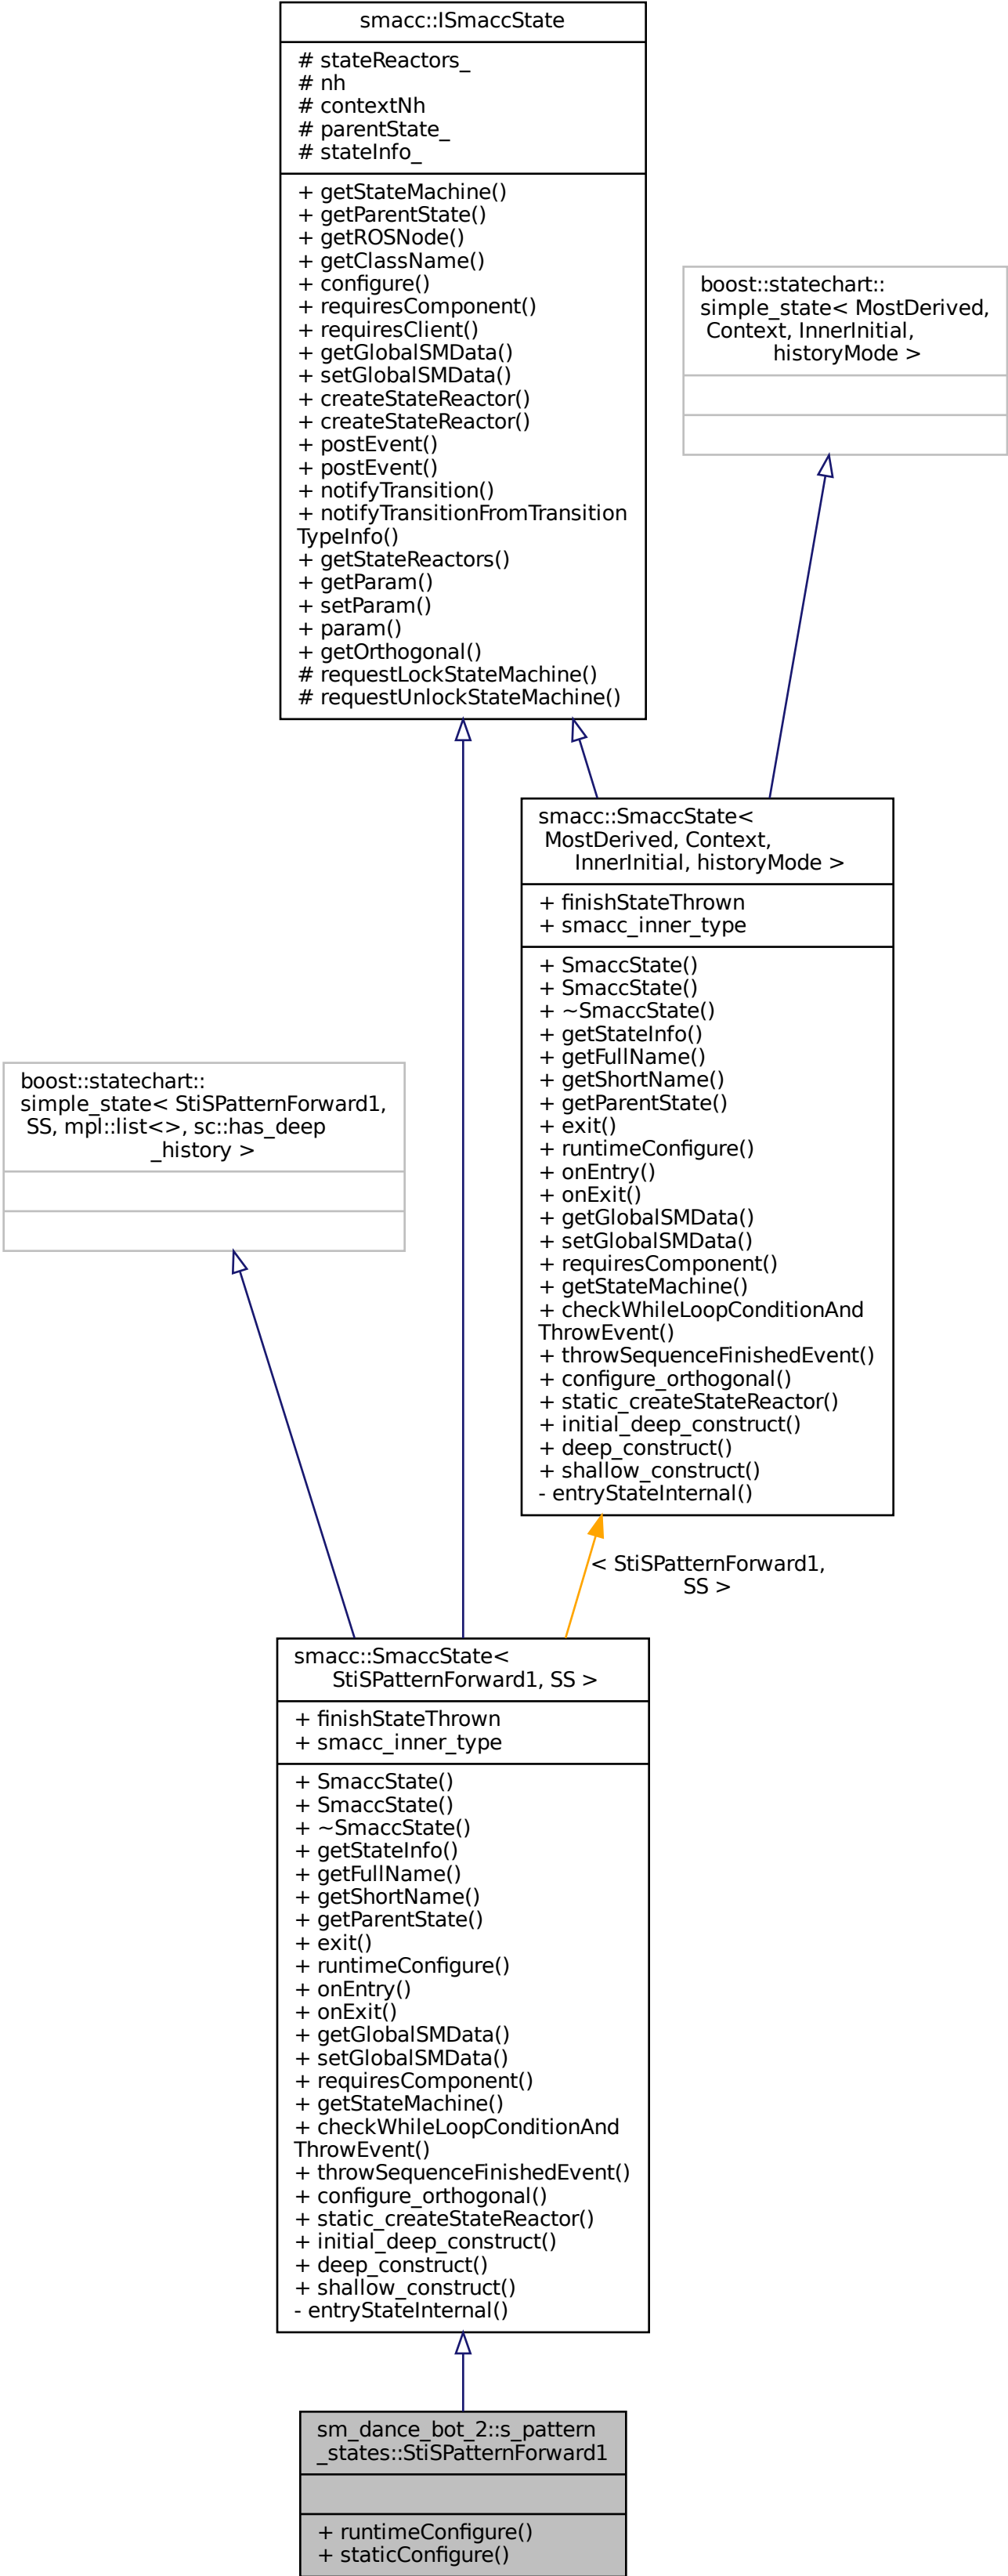 smacc::ISmaccState
# stateReactors_
# nh
# contextNh
# parentState_
# stateInfo_
+ getStateMachine()
+ getParentState()
+ getROSNode()
+ getClassName()
+ configure()
+ requiresComponent()
+ requiresClient()
+ getGlobalSMData()
+ setGlobalSMData()
+ createStateReactor()
+ createStateReactor()
+ postEvent()
+ postEvent()
+ notifyTransition()
+ notifyTransitionFromTransition
TypeInfo()
+ getStateReactors()
+ getParam()
+ setParam()
+ param()
+ getOrthogonal()
# requestLockStateMachine()
# requestUnlockStateMachine()
boost::statechart::
simple_state< MostDerived,
Context, InnerInitial,
historyMode >
smacc::SmaccState<
MostDerived, Context,
InnerInitial, historyMode >
+ finishStateThrown
+ smacc_inner_type
+ SmaccState()
+ SmaccState()
+ ~SmaccState()
+ getStateInfo()
+ getFullName()
+ getShortName()
+ getParentState()
+ exit()
+ runtimeConfigure()
+ onEntry()
+ onExit()
+ getGlobalSMData()
+ setGlobalSMData()
+ requiresComponent()
+ getStateMachine()
+ checkWhileLoopConditionAnd
ThrowEvent()
+ throwSequenceFinishedEvent()
+ configure_orthogonal()
+ static_createStateReactor()
+ initial_deep_construct()
+ deep_construct()
+ shallow_construct()
- entryStateInternal()
boost::statechart::
simple_state< StiSPatternForward1,
SS, mpl::list<>, sc::has_deep
_history >
< StiSPatternForward1,
SS >
smacc::SmaccState<
StiSPatternForward1, SS >
+ finishStateThrown
+ smacc_inner_type
+ SmaccState()
+ SmaccState()
+ ~SmaccState()
+ getStateInfo()
+ getFullName()
+ getShortName()
+ getParentState()
+ exit()
+ runtimeConfigure()
+ onEntry()
+ onExit()
+ getGlobalSMData()
+ setGlobalSMData()
+ requiresComponent()
+ getStateMachine()
+ checkWhileLoopConditionAnd
ThrowEvent()
+ throwSequenceFinishedEvent()
+ configure_orthogonal()
+ static_createStateReactor()
+ initial_deep_construct()
+ deep_construct()
+ shallow_construct()
- entryStateInternal()
sm_dance_bot_2::s_pattern
_states::StiSPatternForward1
+ runtimeConfigure()
+ staticConfigure()